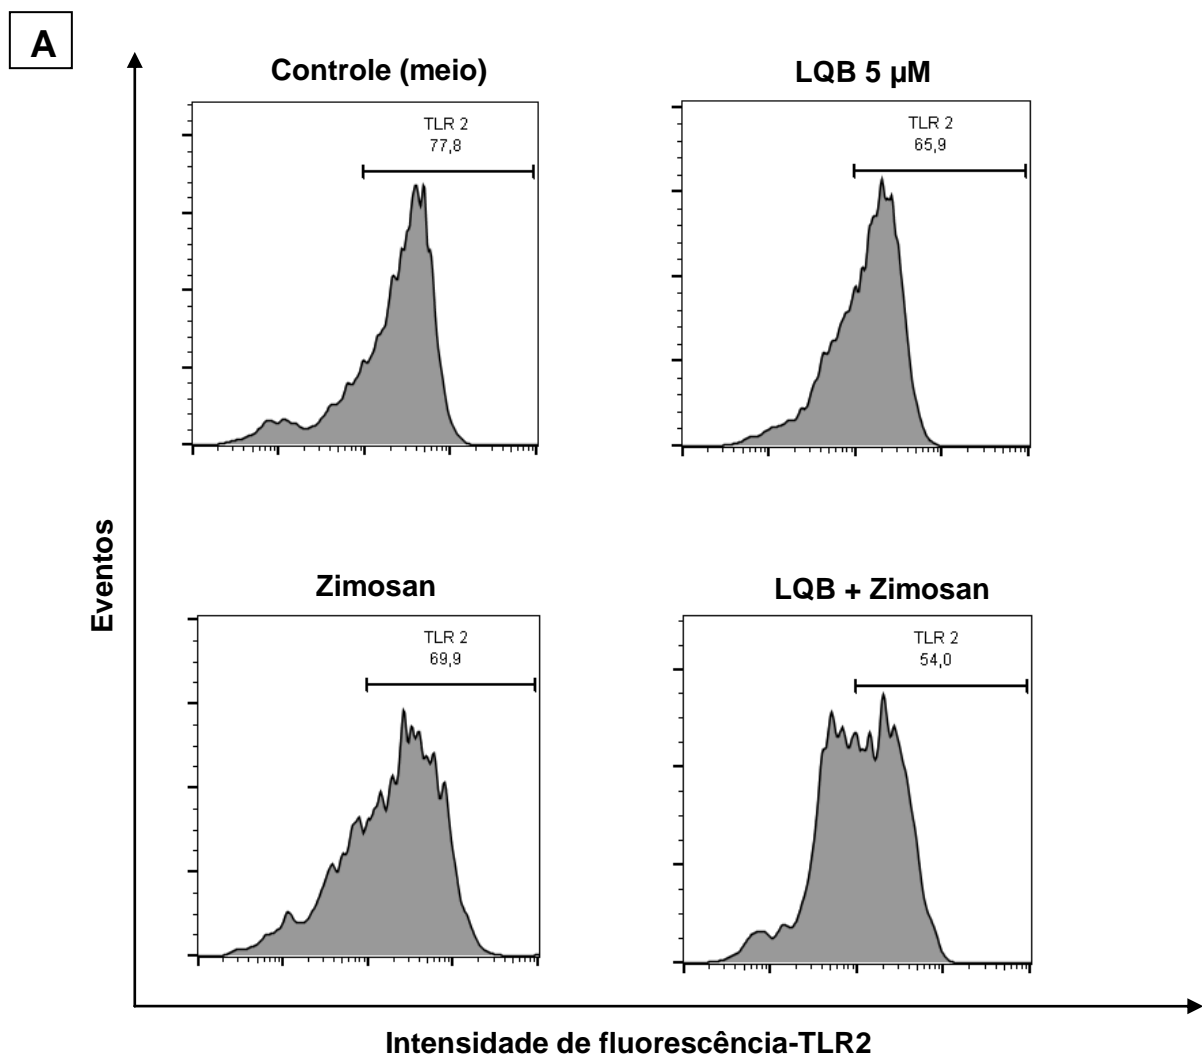 A
Controle (meio)
TLR 2
77,8
LQB 5 µM
TLR 2
65,9
Zimosan
TLR 2
69,9
LQB + Zimosan
TLR 2
54,0
Eventos
Intensidade de fluorescência-TLR2